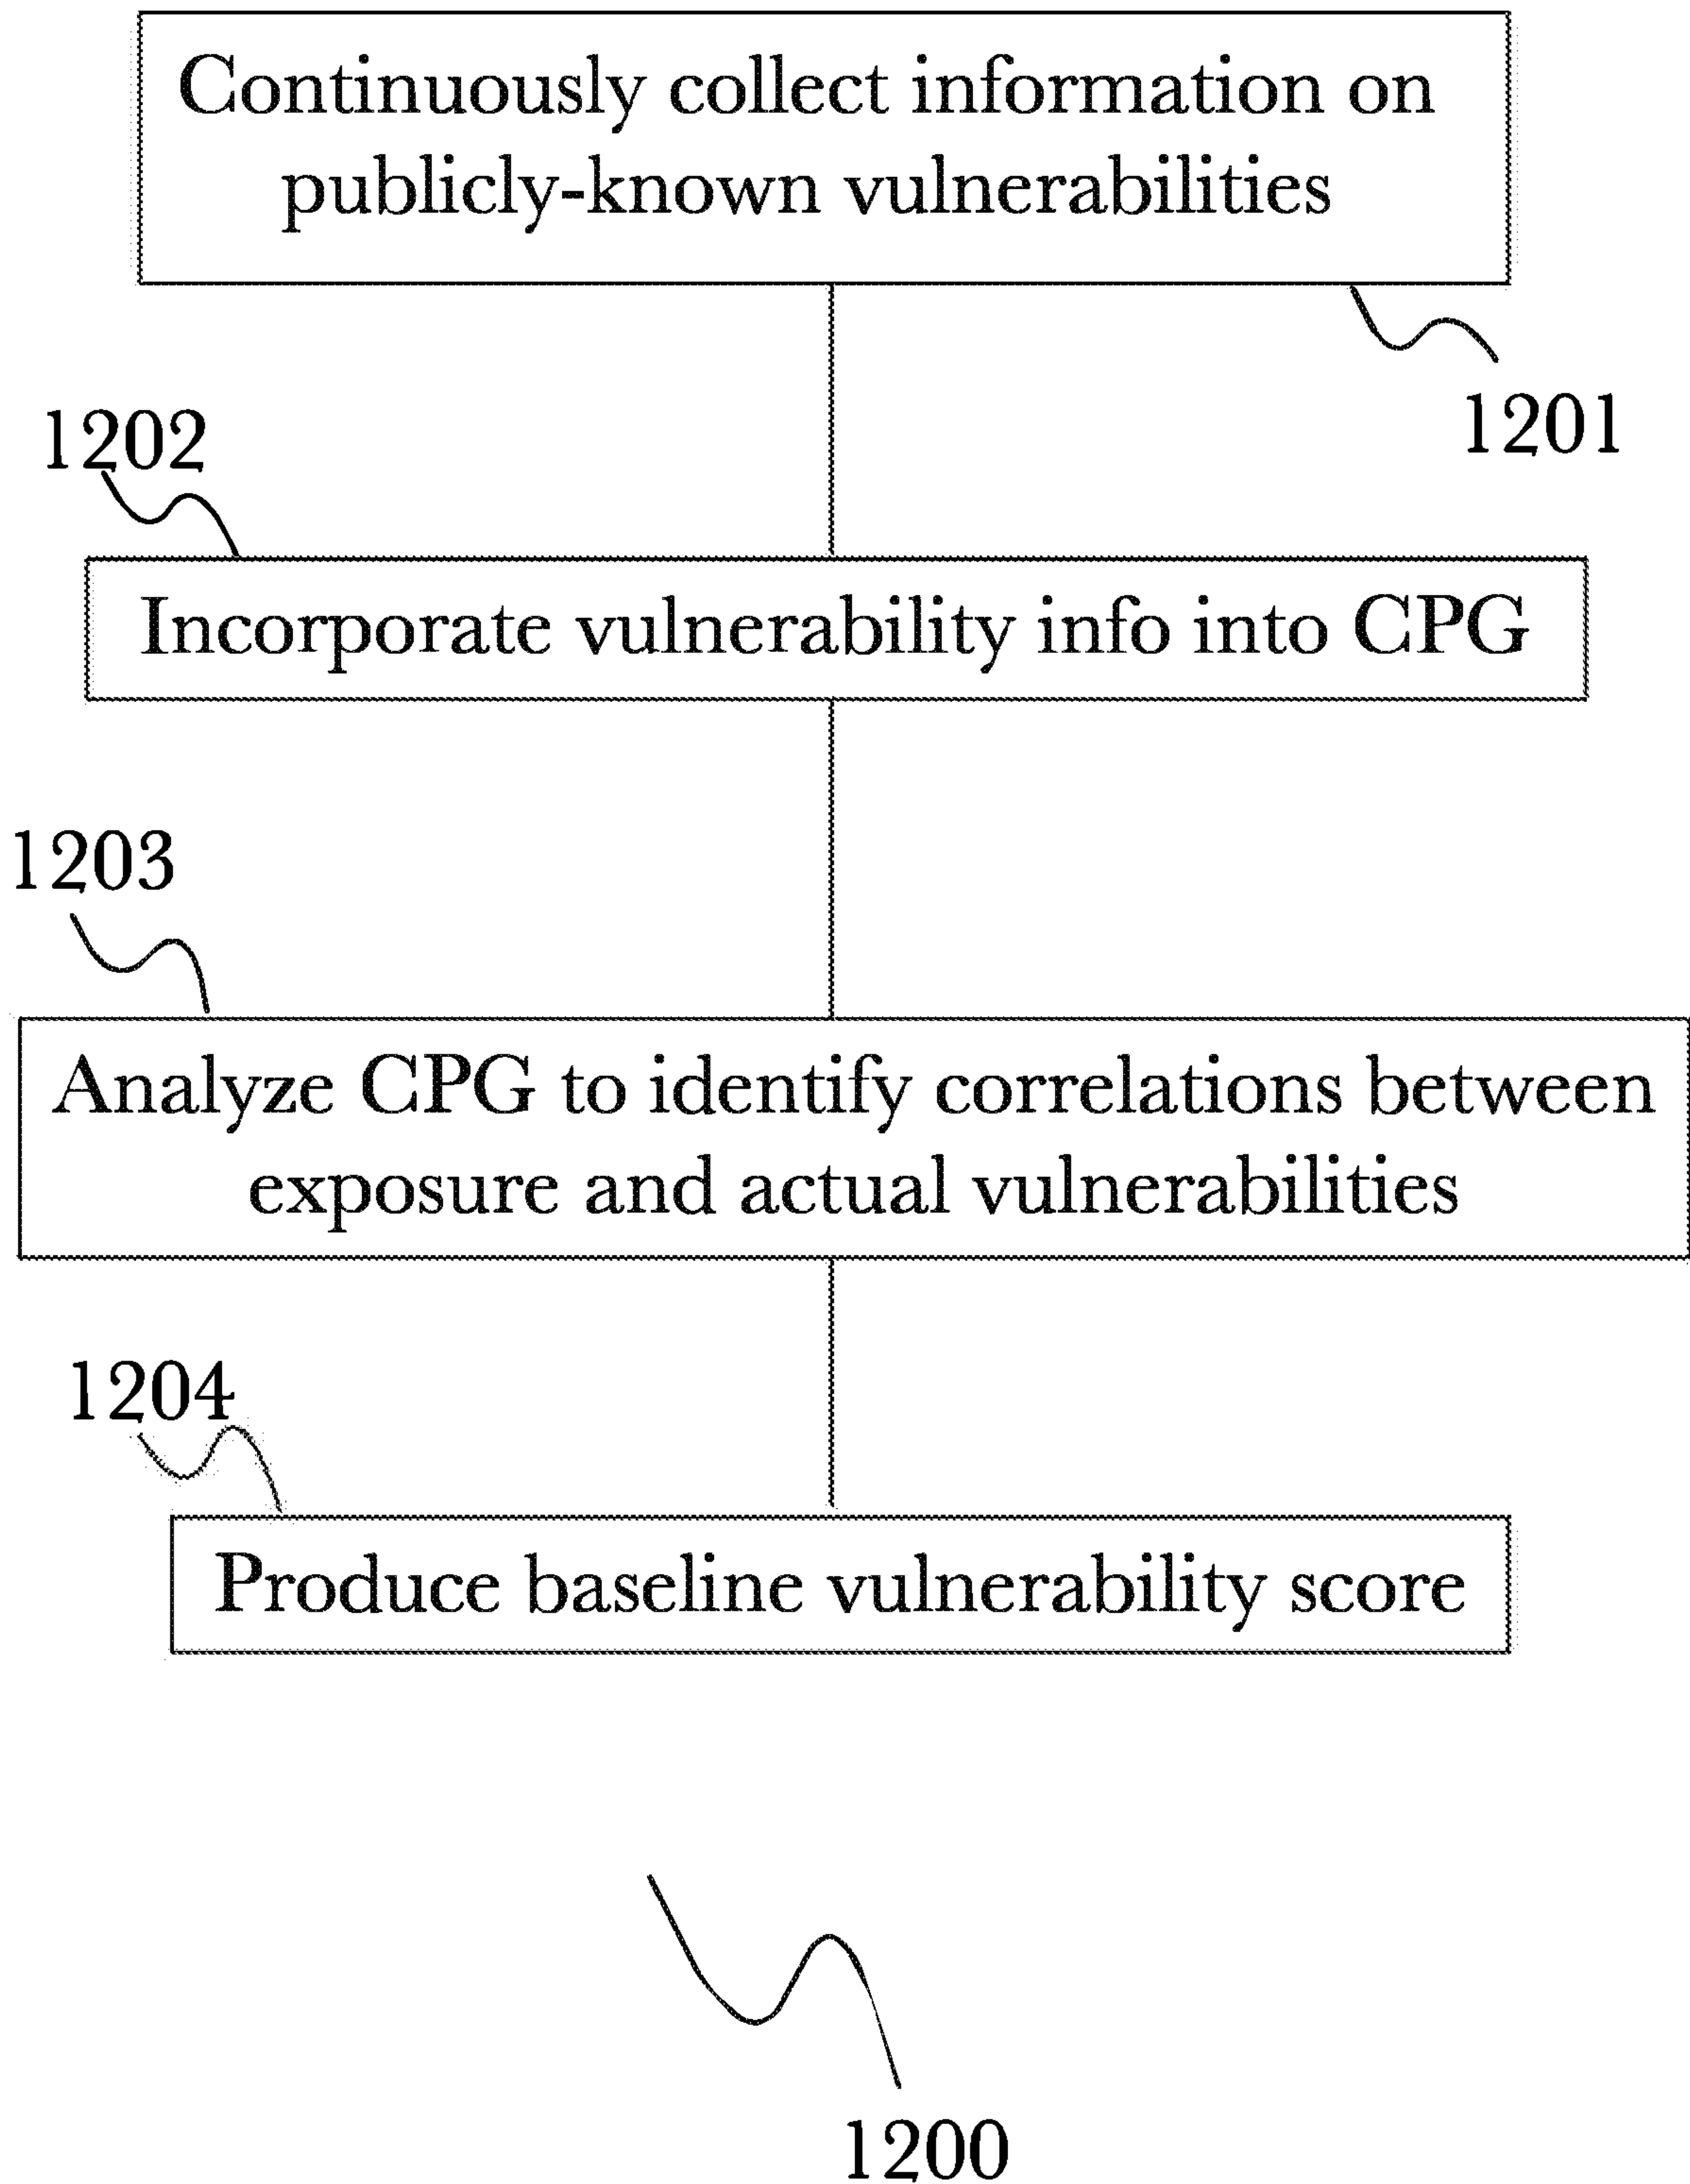 Continuously collect information on
publicly-known vulnerabilities
1201
1202
Incorporate vulnerability info into CPG
1203
Analyze CPG to identify correlations between
exposure and actual vulnerabilities
1204
Produce baseline vulnerability score
1200